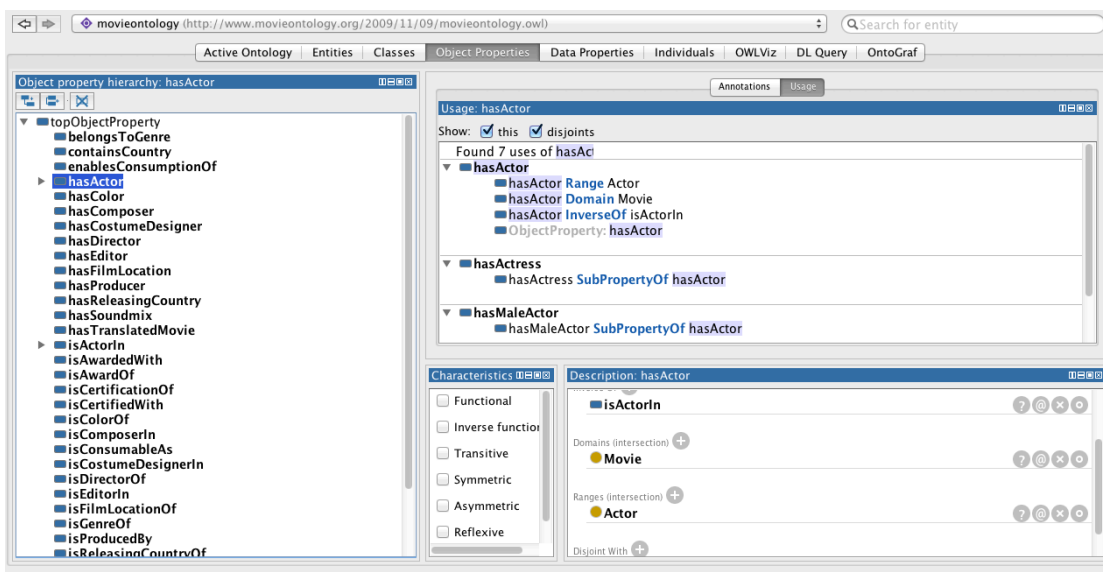 movieontology (http://www.movieontology.org/2009/11/09/movieontology.owl)
Search for entity
Active Ontology Entities Classes Object Properties Data Properties Individuals OWLViz DL Query OntoGraf
Object property hierarchy: hasActor
topObjectProperty
belongsToGenre
containsCountry
enablesConsumptionOf
hasActor
hasColor
hasComposer
hasCostumeDesigner
hasDirector
hasEditor
hasFilmLocation
hasProducer
hasReleasingCountry
hasSoundmix
hasTranslatedMovie
isActorIn
isAwardedWith
isAwardOf
isCertificationOf
isCertifiedWith
isColorOf
isComposerIn
isConsumableAs
isCostumeDesignerIn
isDirectorOf
isEditorIn
isFilmLocationOf
isGenreOf
isProducedBy
isReleasingCountryOf
Annotations Usage
Usage: hasActor
Show: this disjoints
Found 7 uses of hasAct
hasActor
hasActor Range Actor
hasActor Domain Movie
hasActor InverseOf isActorIn
ObjectProperty: hasActor
hasActress
hasActress SubPropertyOf hasActor
hasMaleActor
hasMaleActor SubPropertyOf hasActor
Characteristics
Functional
Inverse function
Transitive
Symmetric
Asymmetric
Reflexive
Description: hasActor
isActorIn
Domains (intersection)
Movie
Ranges (intersection)
Actor
Disjoint With